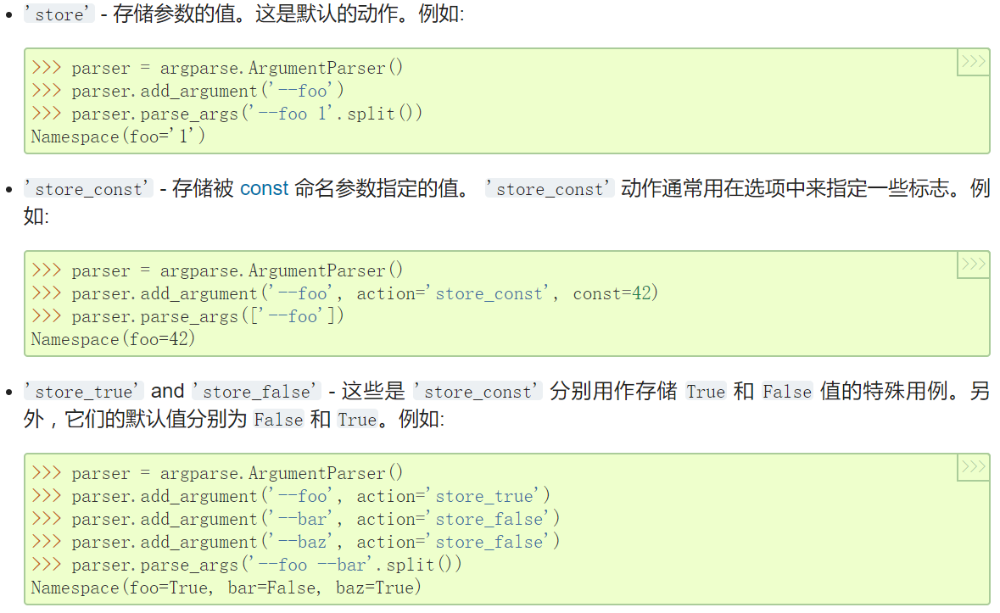 'store' - 存储参数的值。这是默认的动作。例如:
>>>
>>> parser = argparse.ArgumentParser()
>>> parser.add_argument('--foo')
>>> parser.parse_args('--foo 1'.split())
Namespace(foo='1')
'store_const' - 存储被 const 命名参数指定的值。 'store_const' 动作通常用在选项中来指定一些标志。例
如:
>>>
>>> parser = argparse.ArgumentParser()
>>> parser.add_argument('--foo', action='store_const', const=42)
>>> parser.parse_args(['--foo'])
Namespace(foo=42)
'store_true' and 'store_false' - 这些是 'store_const' 分别用作存储 True 和 False 值的特殊用例。另
外，它们的默认值分别为 False 和 True。例如:
>>>
>>> parser = argparse.ArgumentParser()
>>> parser.add_argument('--foo', action='store_true')
>>> parser.add_argument('--bar', action='store_false')
>>> parser.add_argument('--baz', action='store_false')
>>> parser.parse_args('--foo --bar'.split())
Namespace(foo=True, bar=False, baz=True)